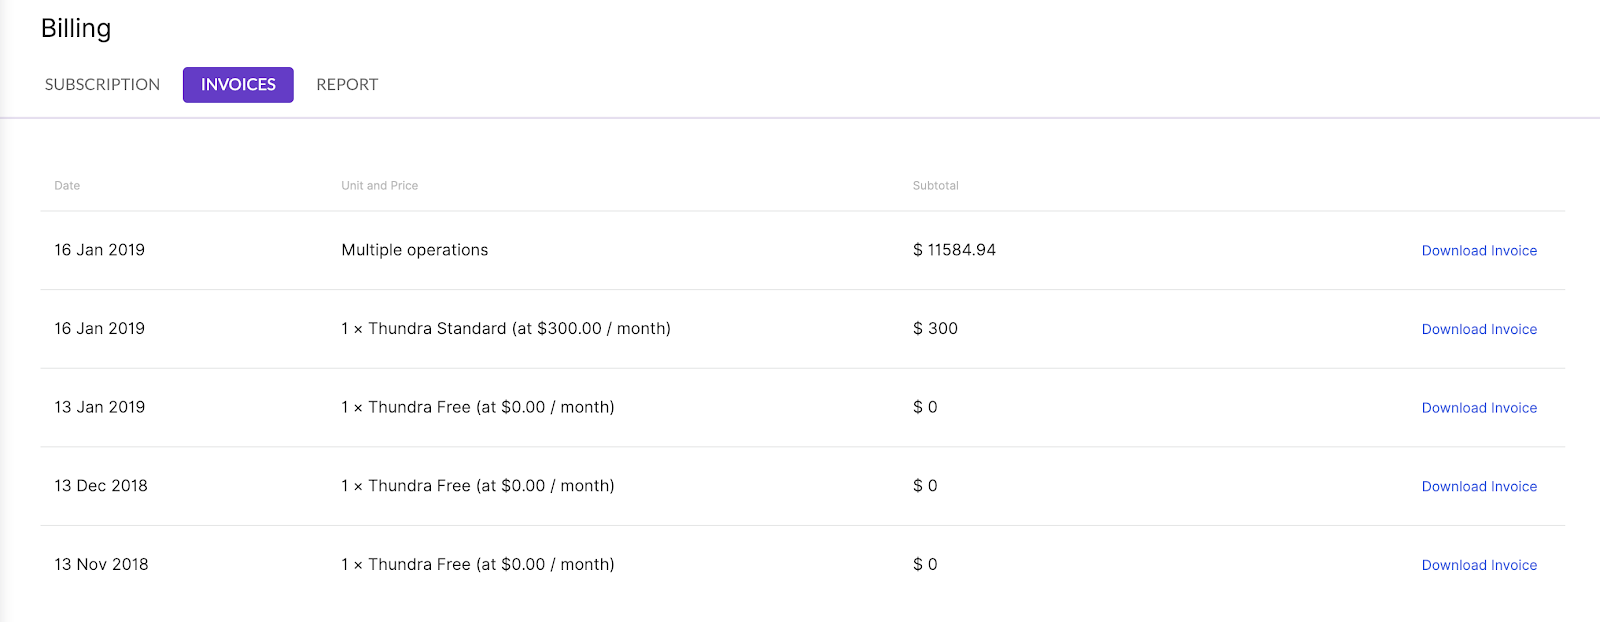 Billing
SUBSCRIPTION INVOICES REPORT
Date Unit and Price Subtotal
16 Jan 2019 Multiple operations $ 11584.94 Download Invoice
16 Jan 2019 1 × Thundra Standard (at $300.00 / month) $ 300 Download Invoice
13 Jan 2019 1 × Thundra Free (at $0.00 / month) $ 0 Download Invoice
13 Dec 2018 1 × Thundra Free (at $0.00 / month) $ 0 Download Invoice
13 Nov 2018 1 × Thundra Free (at $0.00 / month) $ 0 Download Invoice